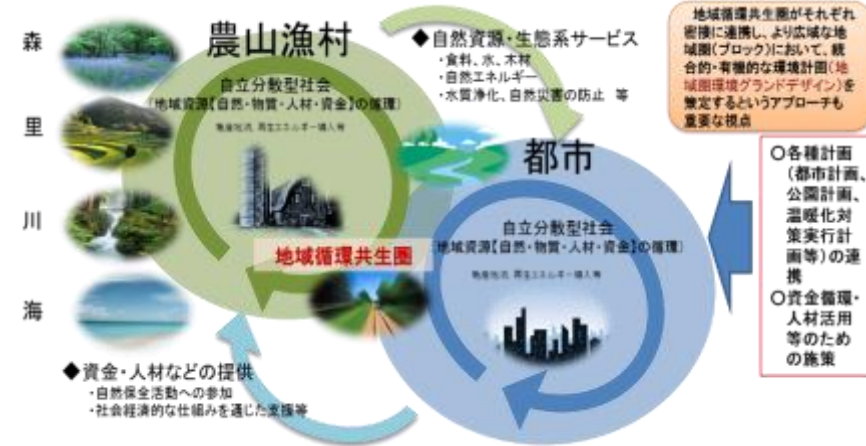 森
里
川
海
農山漁村
自立分散型社会
(地域資源【自然・物質・人材・資金】の循環)
◆自然資源・生態系サービス
・食料、水、木材
・自然エネルギー
・水質浄化、自然災害の防止 等
都市
自立分散型社会
(地域資源【自然・物質・人材・資金】の循環)
地域循環共生圏
◆資金・人材などの提供
・自然保全活動への参加
・社会経済的な仕組みを通じた支援等
地域循環共生圏がそれぞれ
密接に連携し、より広域な地
域圏(ブロック)において、統
合的・有機的な環境計画(地
域圏環境グランドデザイン)を
策定するというアプローチも
重要な視点
〇各種計画
(都市計画、
公園計画、
温暖化対
策実行計
画等)の連
携
〇資金循環・
人材活用
等のため
の施策